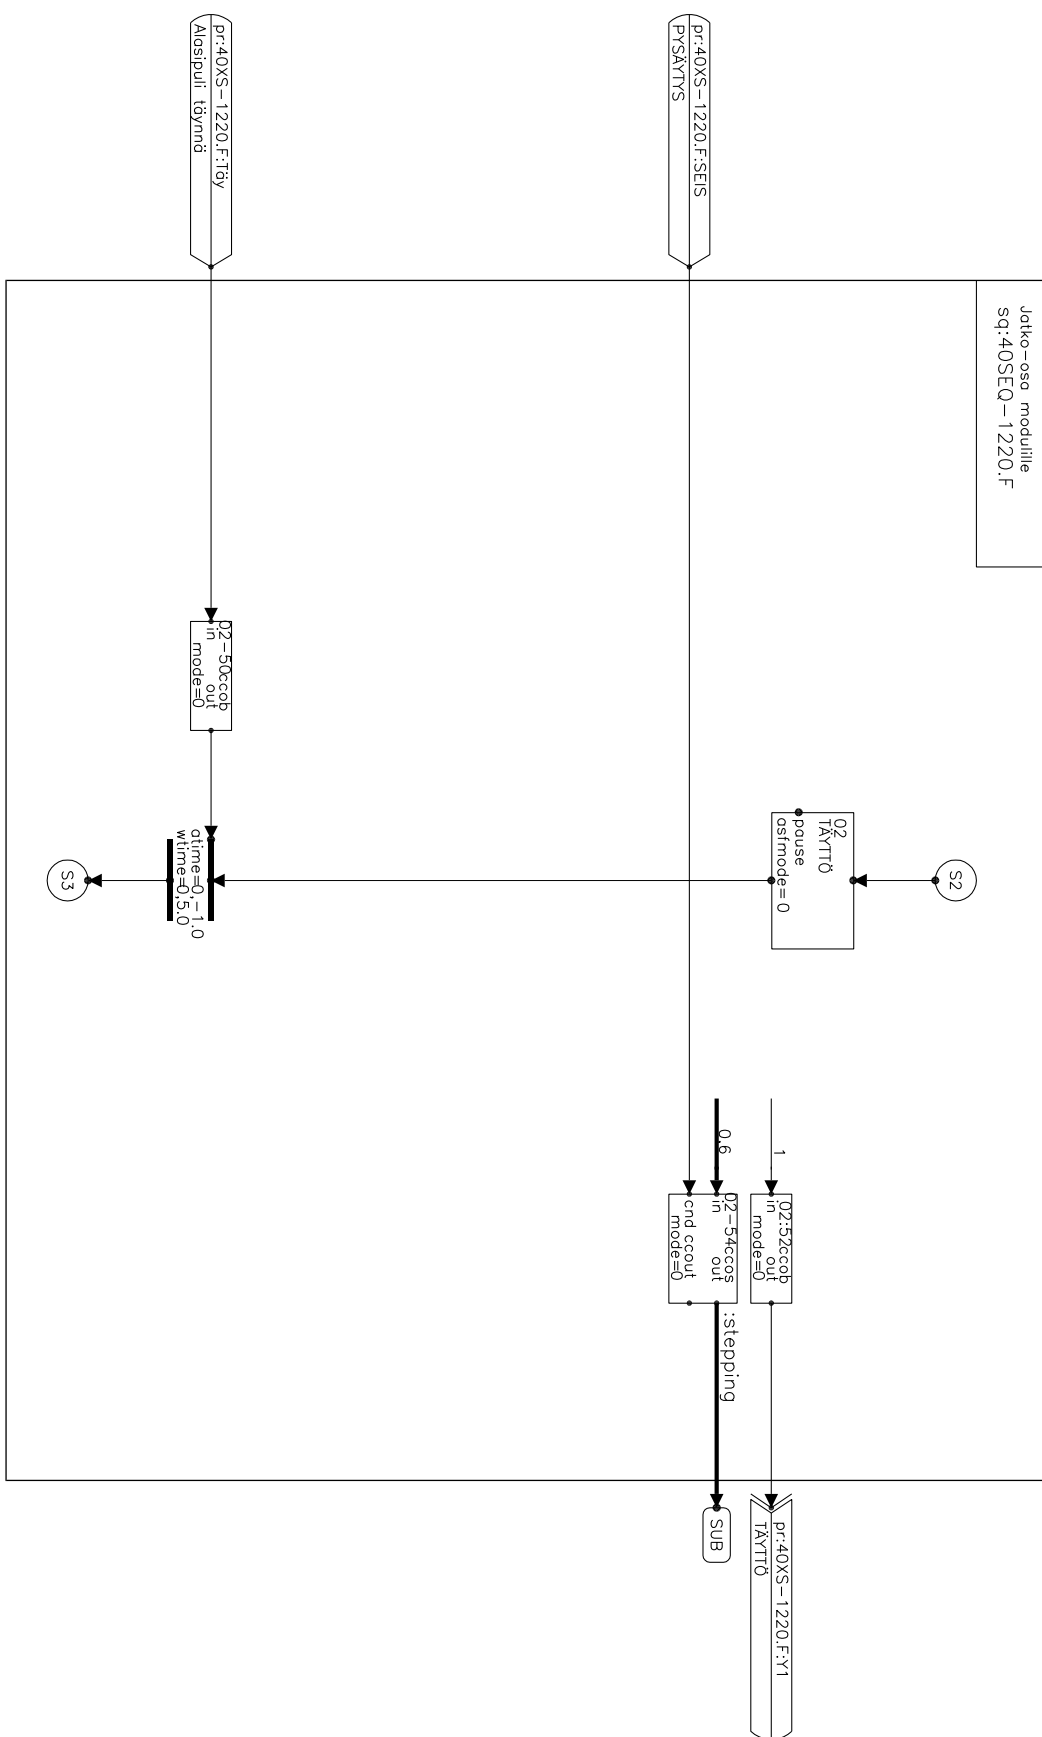 Jatko-osa modulille
sq:40SEQ-1220.F
S2
02
TÄYTTÖ
pause
asfmode=0
1
02:52ccob
in out
mode=0
pr:40XS-1220.F:Y1
TÄYTTÖ
pr:40XS-1220.F:SEIS
PYSÄYTYS
0,6
02-54ccos
in out
cnd ccout
mode=0
:stepping
SUB
pr:40XS-1220.F:Täy
Alasipuli täynnä
02-50ccob
in out
mode=0
atime=0,-1.0
wtime=0,5.0
S3